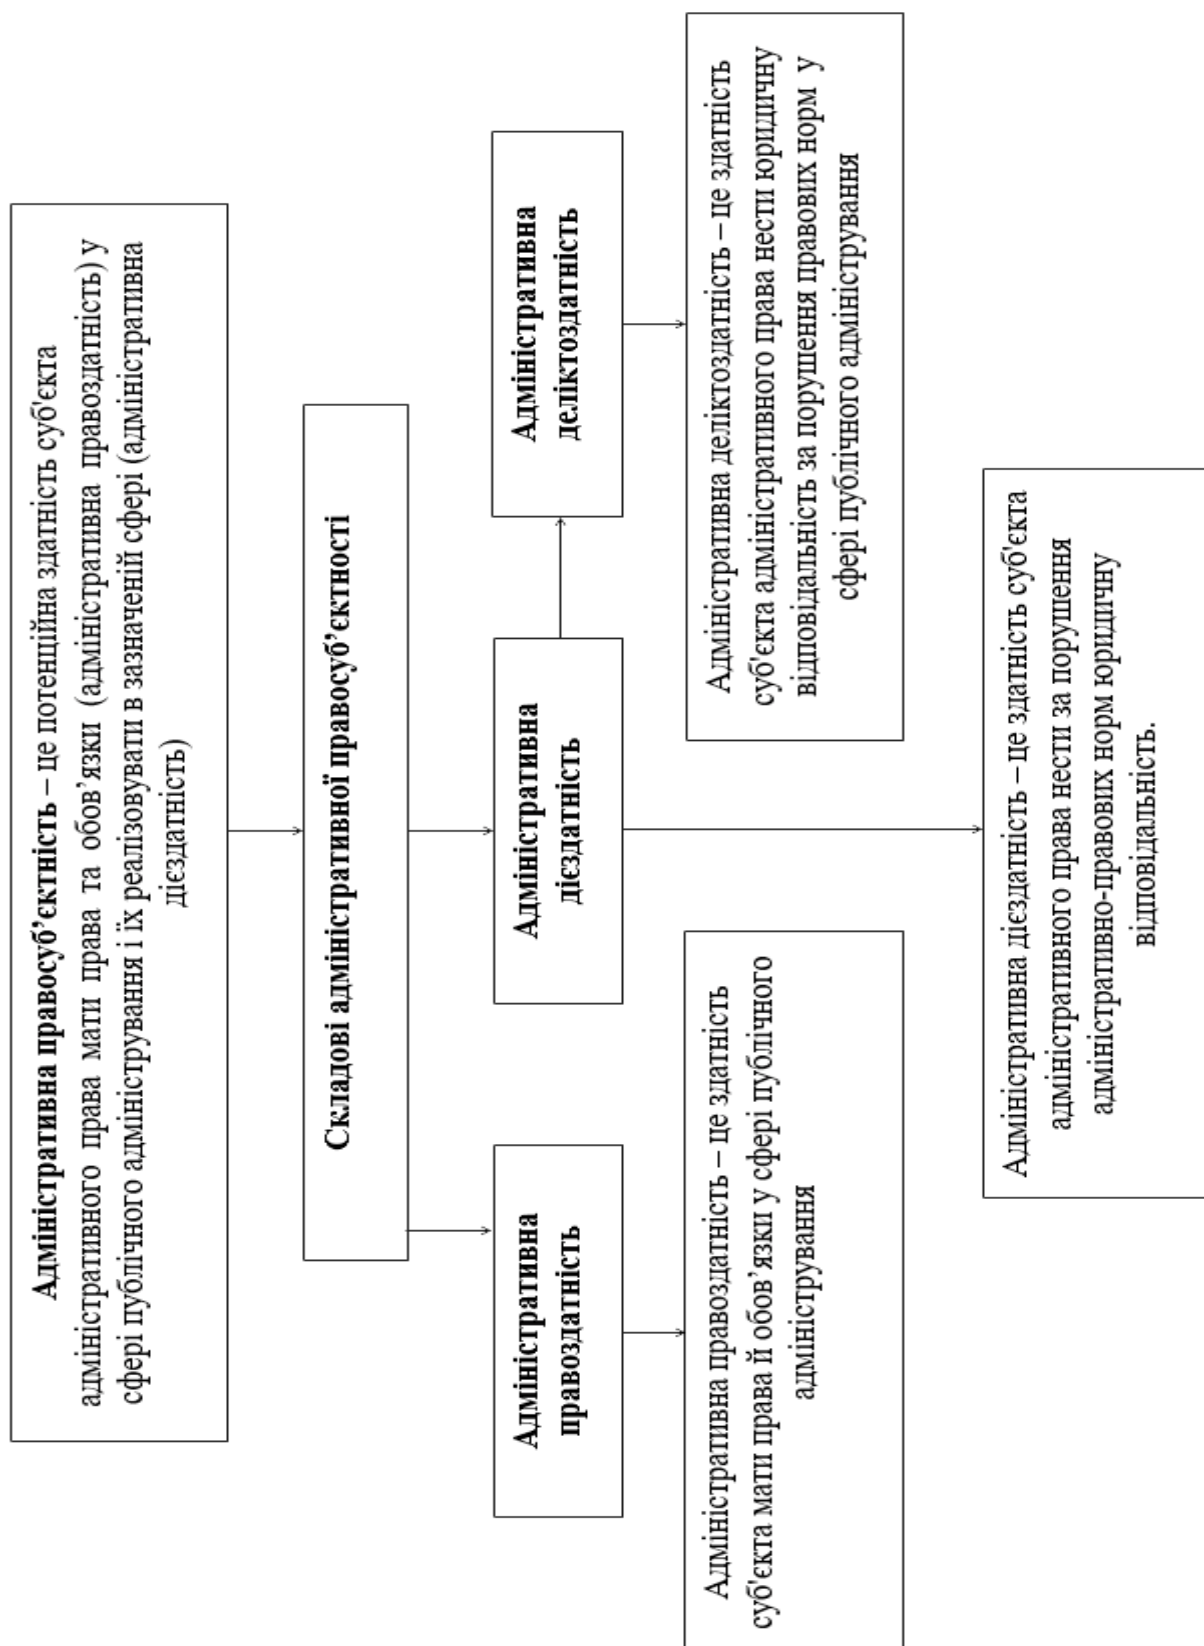 Адміністративна правосуб’єктність – це потенційна здатність суб'єкта
адміністративного права мати права та обов’язки (адміністративна правоздатність) у
сфері публічного адміністрування і їх реалізовувати в зазначеній сфері (адміністративна
дієздатність)
Складові адміністративної правосуб’єктності
Адміністративна
правоздатність
Адміністративна
дієздатність
Адміністративна
деліктоздатність
Адміністративна правоздатність – це здатність
суб'єкта мати права й обов’язки у сфері публічного
адміністрування
Адміністративна деліктоздатність – це здатність
суб'єкта адміністративного права нести юридичну
відповідальність за порушення правових норм у
сфері публічного адміністрування
Адміністративна дієздатність – це здатність суб'єкта
адміністративного права нести за порушення
адміністративно-правових норм юридичну
відповідальність.